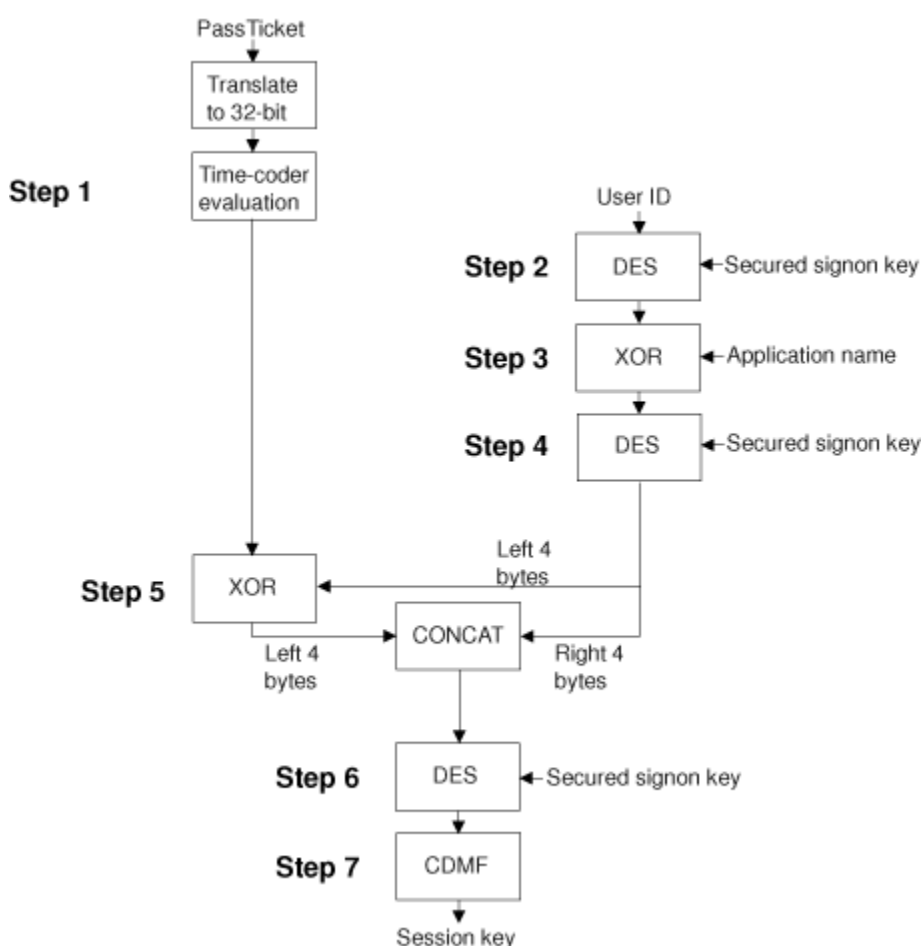 PassTicket
Translate
to 32-bit
Step 1
Time-coder
evaluation
User ID
Step 2
DES
Secured signon key
Step 3
XOR
Application name
Step 4
DES
Secured signon key
Left 4
bytes
Step 5
XOR
CONCAT
Left 4
bytes
Right 4
bytes
Step 6
DES
Secured signon key
Step 7
CDMF
Session key